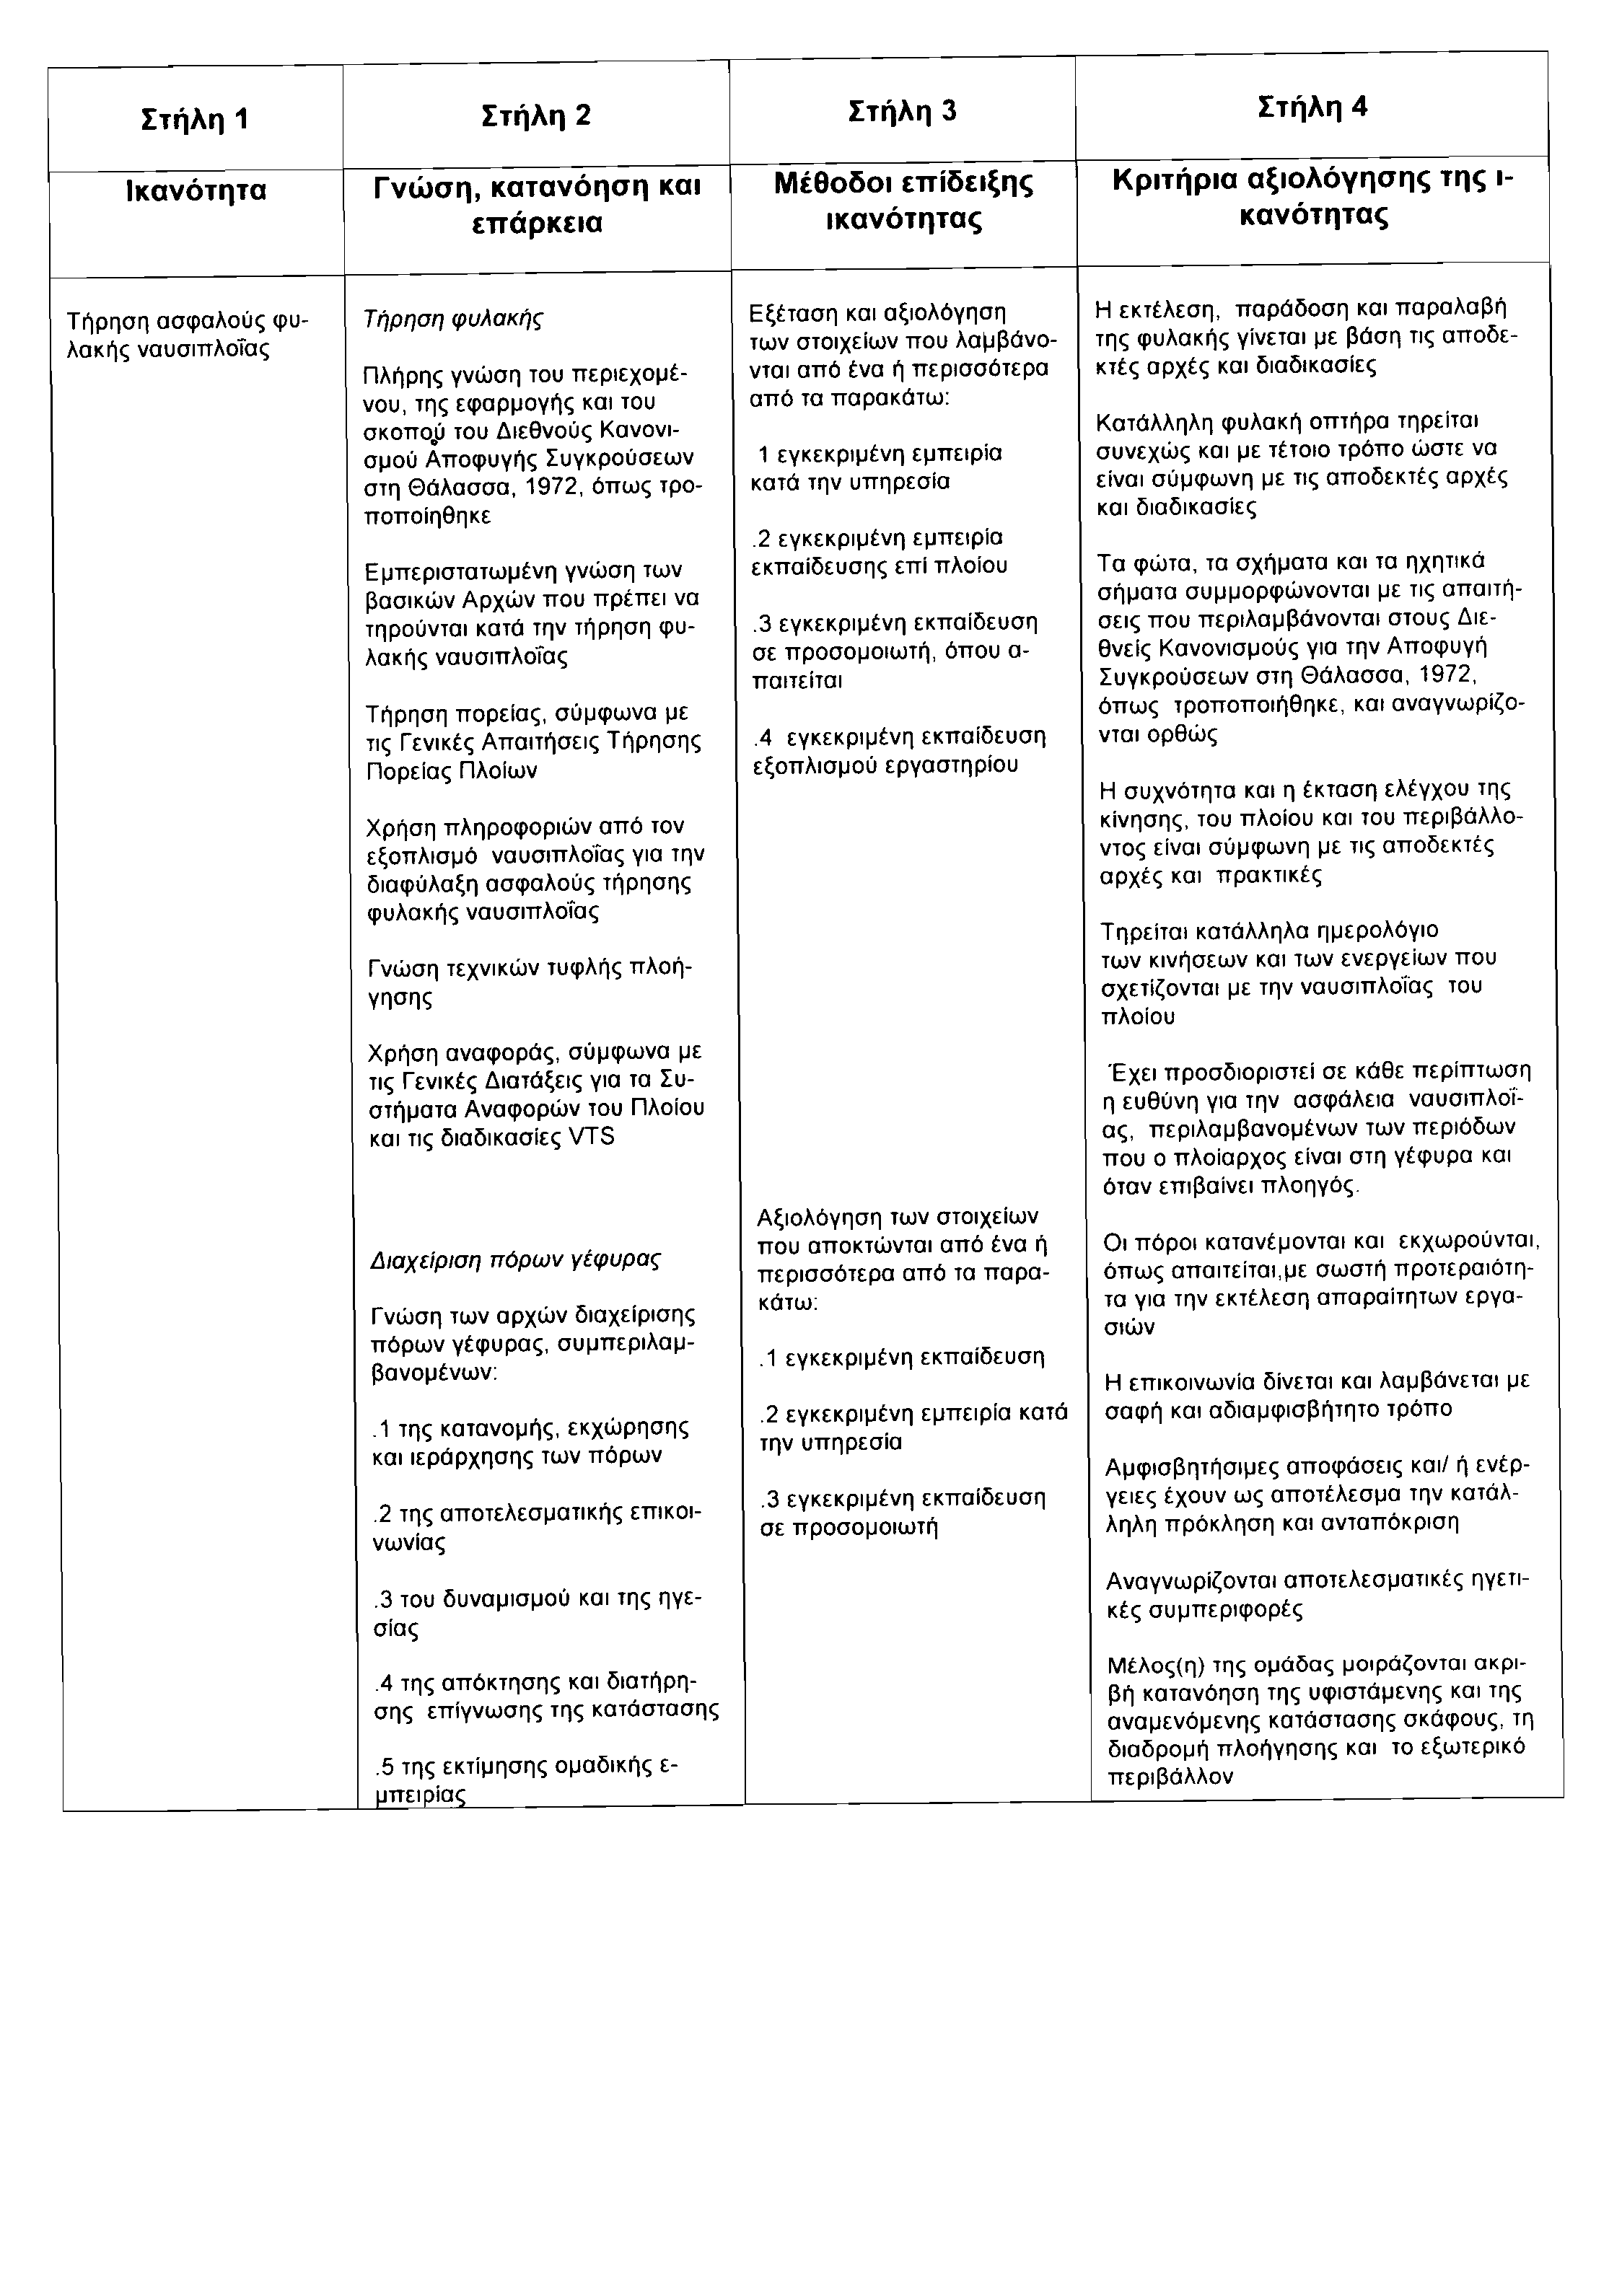 Στήλη 1
Στήλη 2
Στήλη 3
Στήλη 4
Ικανότητα
Γνώση, κατανόηση και
επάρκεια
Μέθοδοι επίδειξης
ικανότητας
Κριτήρια αξιολόγησης της ι-
κανότητας
Τήρηση ασφαλούς φυ-
λακής ναυσιπλοΐας
Τήρηση φυλακής
Πλήρης γνώση του περιεχομέ-
νου, της εφαρμογής και του
σκοπού του Διεθνούς Κανονι-
σμού Αποφυγής Συγκρούσεων
στη Θάλασσα, 1972, όπως τρο-
ποποίηθηκε
Εμπεριστατωμένη γνώση των
βασικών Αρχών που πρέπει να
τηρούνται κατά την τήρηση φυ-
λακής ναυσιπλοΐας
Τήρηση πορείας, σύμφωνα με
τις Γενικές Απαιτήσεις Τήρησης
Πορείας Πλοίων
Χρήση πληροφοριών από τον
εξοπλισμό ναυσιπλοΐας για την
διαφύλαξη ασφαλούς τήρησης
φυλακής ναυσιπλοΐας
Γνώση τεχνικών τυφλής πλοή-
γησης
Χρήση αναφοράς, σύμφωνα με
τις Γενικές Διατάξεις για τα Συ-
στήματα Αναφορών του Πλοίου
και τις διαδικασίες VTS
Διαχείριση πόρων γέφυρας
Γνώση των αρχών διαχείρισης
πόρων γέφυρας, συμπεριλαμ-
βανομένων:
.1 της κατανομής, εκχώρησης
και ιεράρχησης των πόρων
.2 της αποτελεσματικής επικοι-
νωνίας
.3 του δυναμισμού και της ηγε-
σίας
.4 της απόκτησης και διατήρη-
σης επίγνωσης της κατάστασης
.5 της εκτίμησης ομαδικής ε-
μπειρίας
Εξέταση και αξιολόγηση
των στοιχείων που λαμβάνο-
νται από ένα ή περισσότερα
από τα παρακάτω:
1 εγκεκριμένη εμπειρία
κατά την υπηρεσία
.2 εγκεκριμένη εμπειρία
εκπαίδευσης επί πλοίου
.3 εγκεκριμένη εκπαίδευση
σε προσομοιωτή, όπου α-
παιτείται
.4 εγκεκριμένη εκπαίδευση
εξοπλισμού εργαστηρίου
Αξιολόγηση των στοιχείων
που αποκτώνται από ένα ή
περισσότερα από τα παρα-
κάτω:
.1 εγκεκριμένη εκπαίδευση
.2 εγκεκριμένη εμπειρία κατά
την υπηρεσία
.3 εγκεκριμένη εκπαίδευση
σε προσομοιωτή
Η εκτέλεση, παράδοση και παραλαβή
της φυλακής γίνεται με βάση τις αποδε-
κτές αρχές και διαδικασίες
Κατάλληλη φυλακή οπτήρα τηρείται
συνεχώς και με τέτοιο τρόπο ώστε να
είναι σύμφωνη με τις αποδεκτές αρχές
και διαδικασίες
Τα φώτα, τα σχήματα και τα ηχητικά
σήματα συμμορφώνονται με τις απαιτή-
σεις που περιλαμβάνονται στους Διε-
θνείς Κανονισμούς για την Αποφυγή
Συγκρούσεων στη Θάλασσα, 1972,
όπως τροποποιήθηκε, και αναγνωρίζο-
νται ορθώς
Η συχνότητα και η έκταση ελέγχου της
κίνησης, του πλοίου και του περιβάλλο-
ντος είναι σύμφωνη με τις αποδεκτές
αρχές και πρακτικές
Τηρείται κατάλληλα ημερολόγιο
των κινήσεων και των ενεργείων που
σχετίζονται με την ναυσιπλοΐας του
πλοίου
Έχει προσδιοριστεί σε κάθε περίπτωση
η ευθύνη για την ασφάλεια ναυσιπλοΐ-
ας, περιλαμβανομένων των περιόδων
που ο πλοίαρχος είναι στη γέφυρα και
όταν επιβαίνει πλοηγός.
Οι πόροι κατανέμονται και εκχωρούνται,
όπως απαιτείται,με σωστή προτεραιότη-
τα για την εκτέλεση απαραίτητων εργα-
σιών
Η επικοινωνία δίνεται και λαμβάνεται με
σαφή και αδιαμφισβήτητο τρόπο
Αμφισβητήσιμες αποφάσεις και/ ή ενέρ-
γειες έχουν ως αποτέλεσμα την κατάλ-
ληλη πρόκληση και ανταπόκριση
Αναγνωρίζονται αποτελεσματικές ηγετι-
κές συμπεριφορές
Μέλος(η) της ομάδας μοιράζονται ακρι-
βή κατανόηση της υφιστάμενης και της
αναμενόμενης κατάστασης σκάφους, τη
διαδρομή πλοήγησης και το εξωτερικό
περιβάλλον